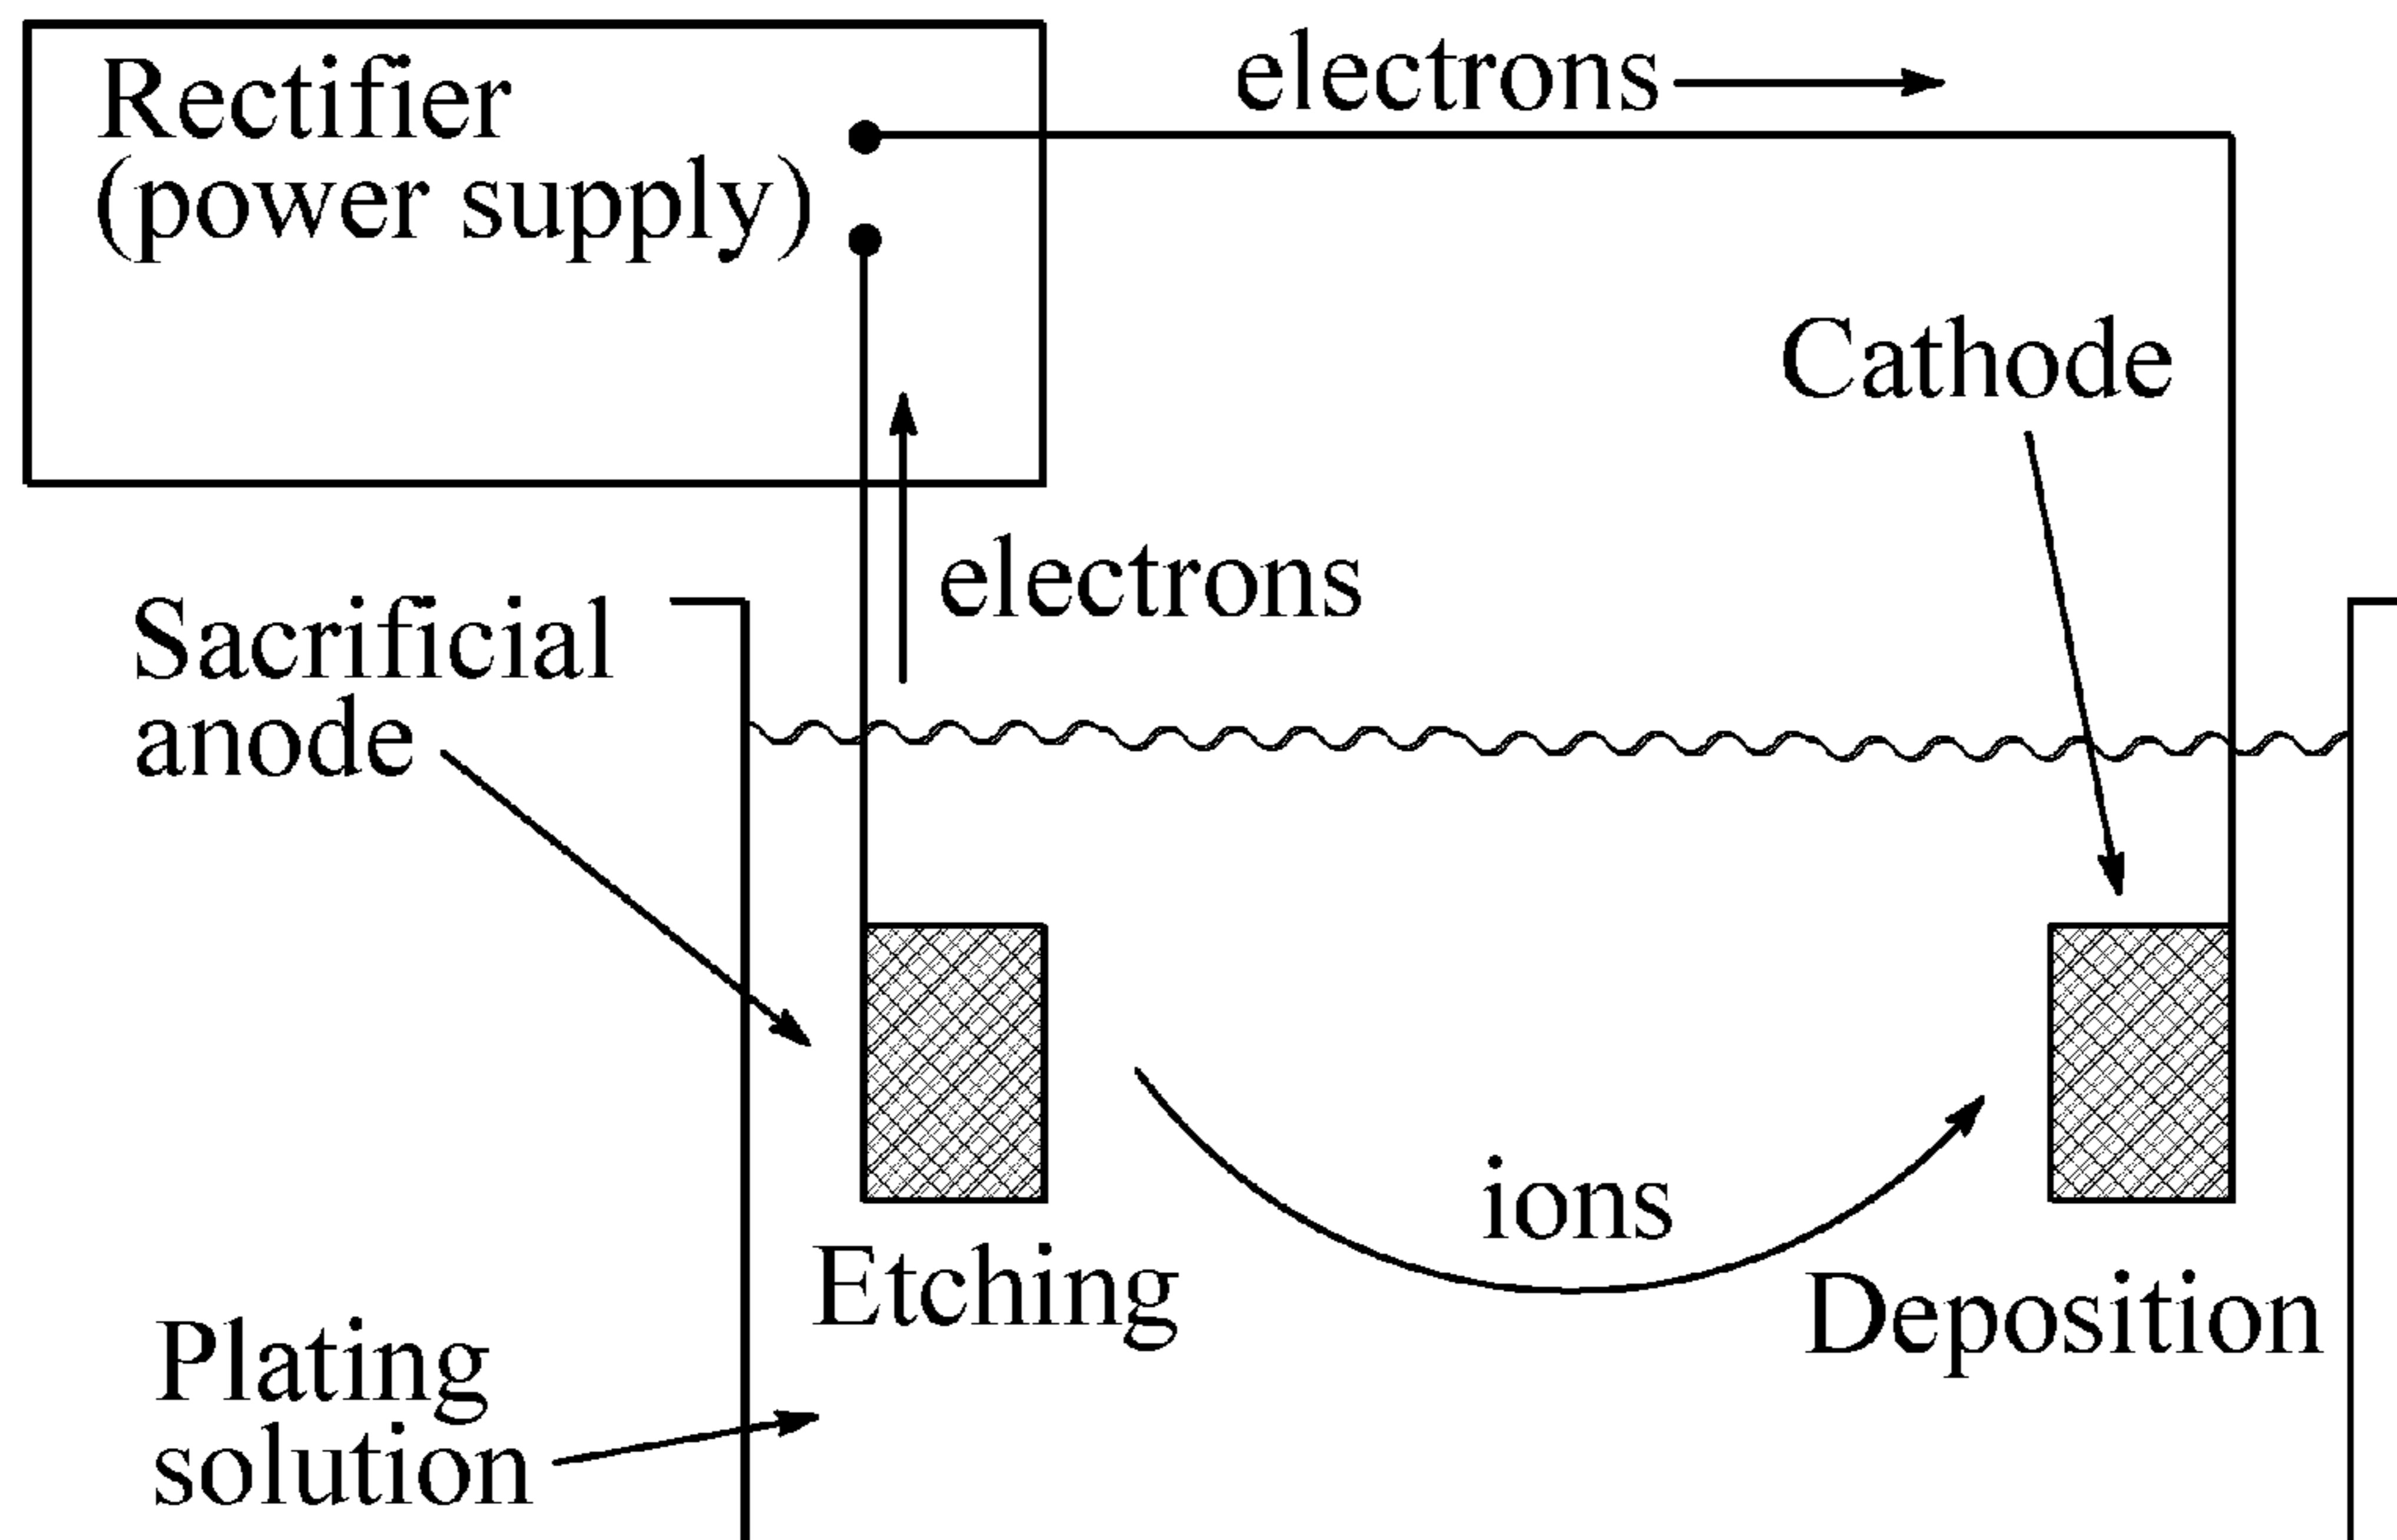 Rectifier
(power supply)
electrons
Cathode
electrons
Sacrificial
anode
ions
Etching
Deposition
Plating
solution